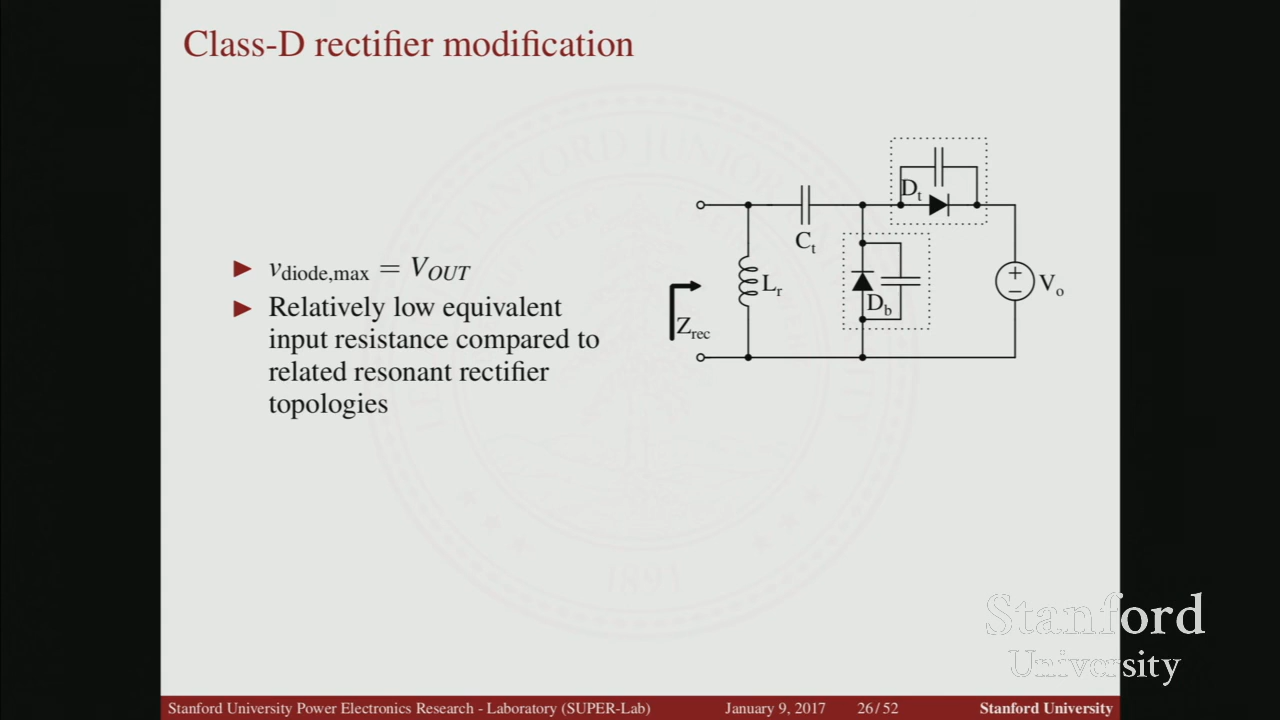 Class-D rectifier modification
▶ v_diode,max = V_OUT
▶ Relatively low equivalent
input resistance compared to
related resonant rectifier
topologies
D_t
C_t
L_r
D_b
Z_rec
+
−
V_o
1891
Stanford
University
Stanford University Power Electronics Research - Laboratory (SUPER-Lab) January 9, 2017 26/52 Stanford University